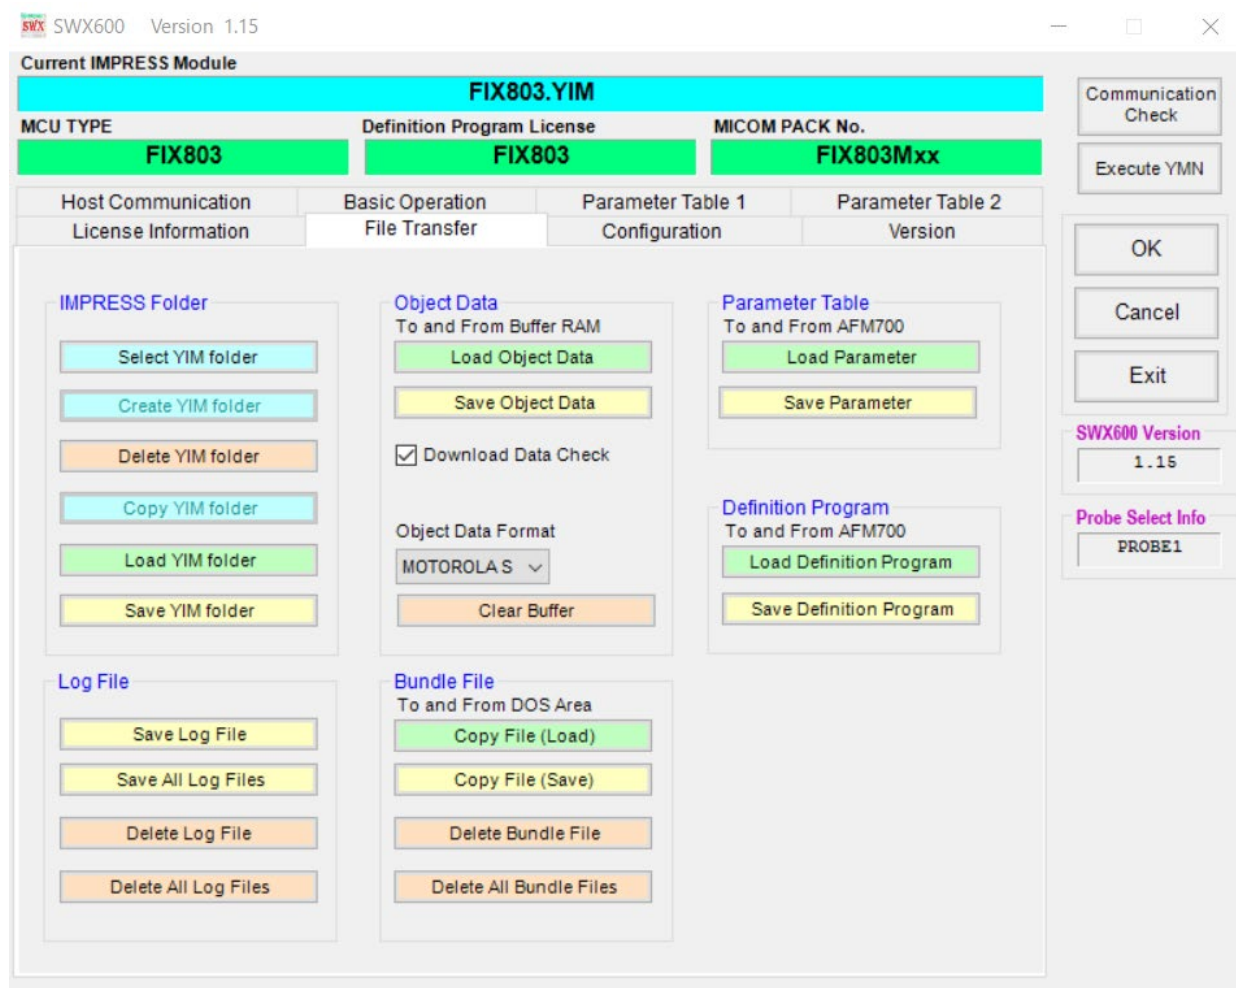 SWX SWX600 Version 1.15
Current IMPRESS Module
FIX803.YIM
MCU TYPE Definition Program License MICOM PACK No.
FIX803 FIX803 FIX803Mxx
Communication
Check
Execute YMN
Host Communication Basic Operation Parameter Table 1 Parameter Table 2
License Information File Transfer Configuration Version
IMPRESS Folder
Select YIM folder
Create YIM folder
Delete YIM folder
Copy YIM folder
Load YIM folder
Save YIM folder
Object Data
To and From Buffer RAM
Load Object Data
Save Object Data
Download Data Check
Object Data Format
MOTOROLA S
Clear Buffer
Parameter Table
To and From AFM700
Load Parameter
Save Parameter
Definition Program
To and From AFM700
Load Definition Program
Save Definition Program
Log File
Save Log File
Save All Log Files
Delete Log File
Delete All Log Files
Bundle File
To and From DOS Area
Copy File (Load)
Copy File (Save)
Delete Bundle File
Delete All Bundle Files
OK
Cancel
Exit
SWX600 Version
1.15
Probe Select Info
PROBE1